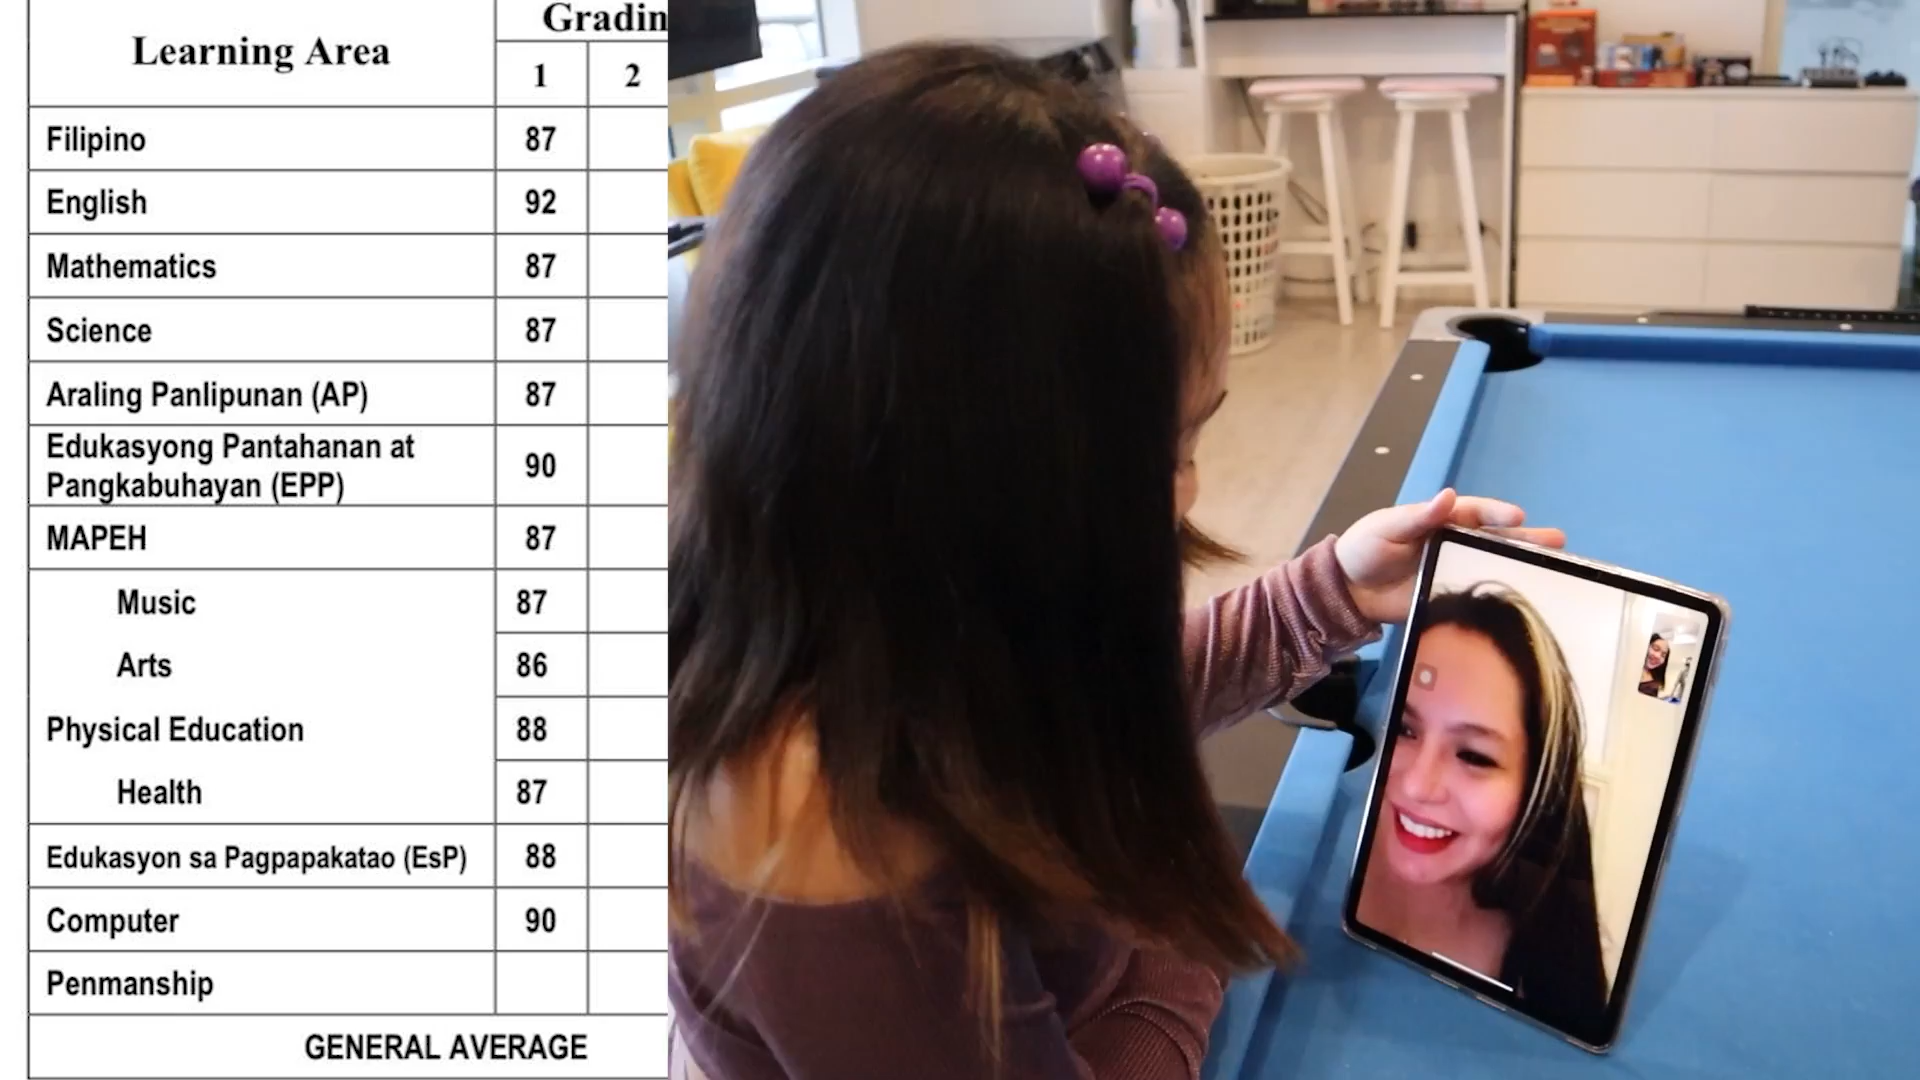 Learning Area
Gradin
1 2
Filipino 87
English 92
Mathematics 87
Science 87
Araling Panlipunan (AP) 87
Edukasyong Pantahanan at
Pangkabuhayan (EPP) 90
MAPEH 87
Music 87
Arts 86
Physical Education 88
Health 87
Edukasyon sa Pagpapakatao (EsP) 88
Computer 90
Penmanship
GENERAL AVERAGE